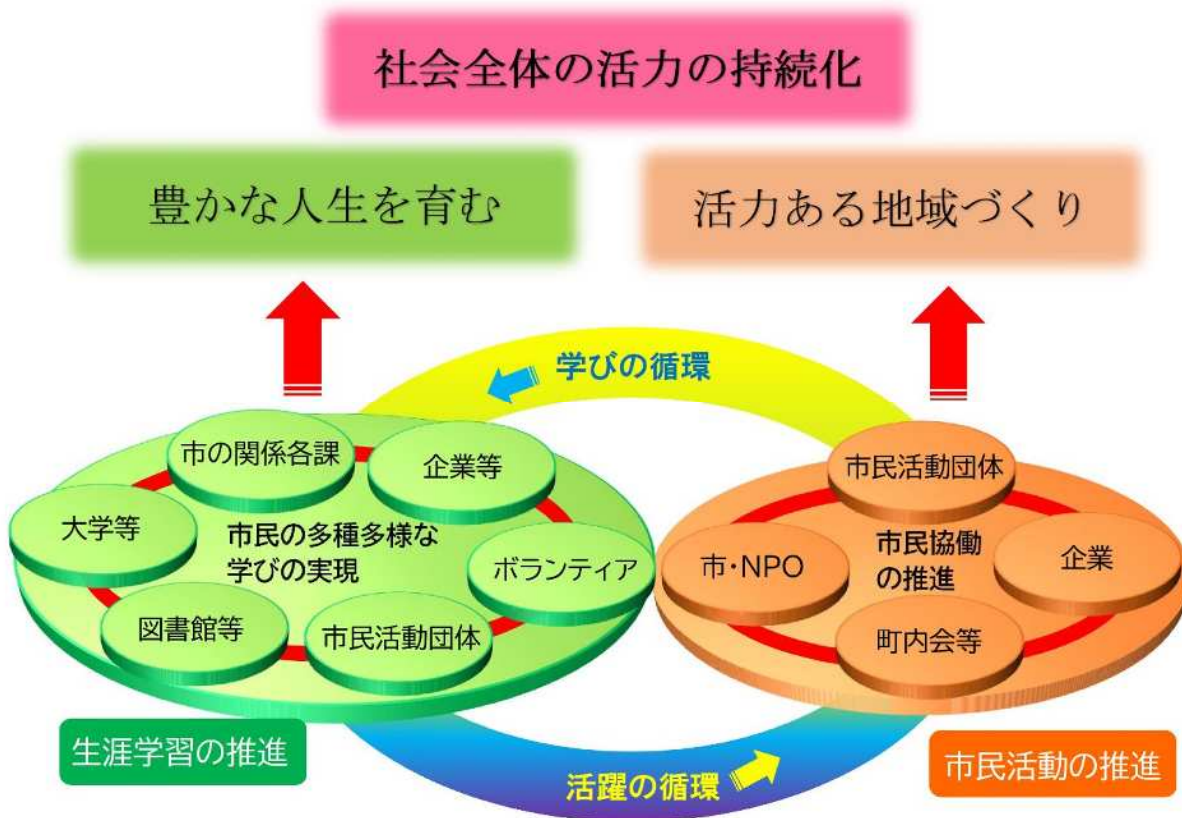 社会全体の活力の持続化
豊かな人生を育む
活力ある地域づくり
学びの循環
市の関係各課
企業等
大学等
市民の多種多様な
学びの実現
ボランティア
図書館等
市民活動団体
生涯学習の推進
市民活動団体
市・NPO
市民協働
の推進
企業
町内会等
市民活動の推進
活躍の循環